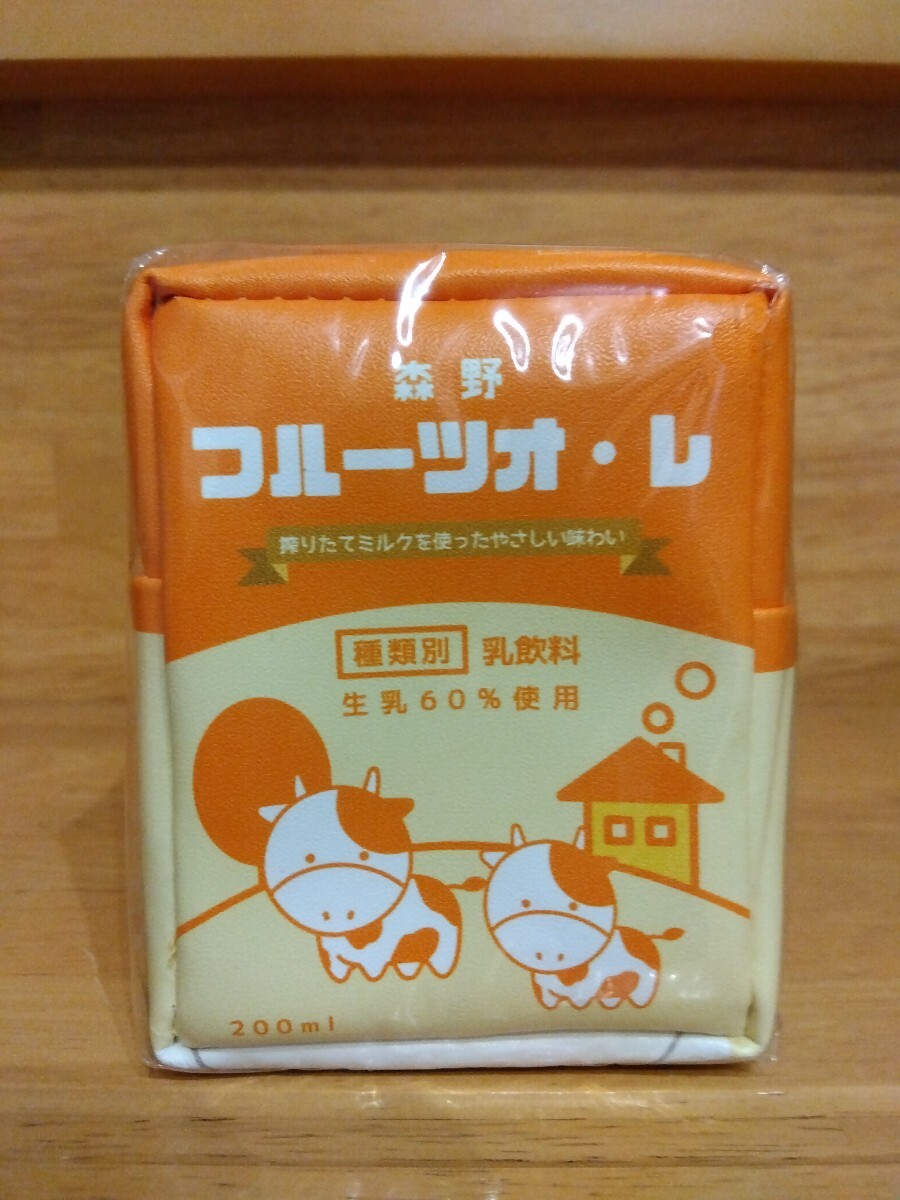 森野
フルーツオ・レ
搾りたてミルクを使ったやさしい味わい
種類別 乳飲料
生乳60%使用
200ml